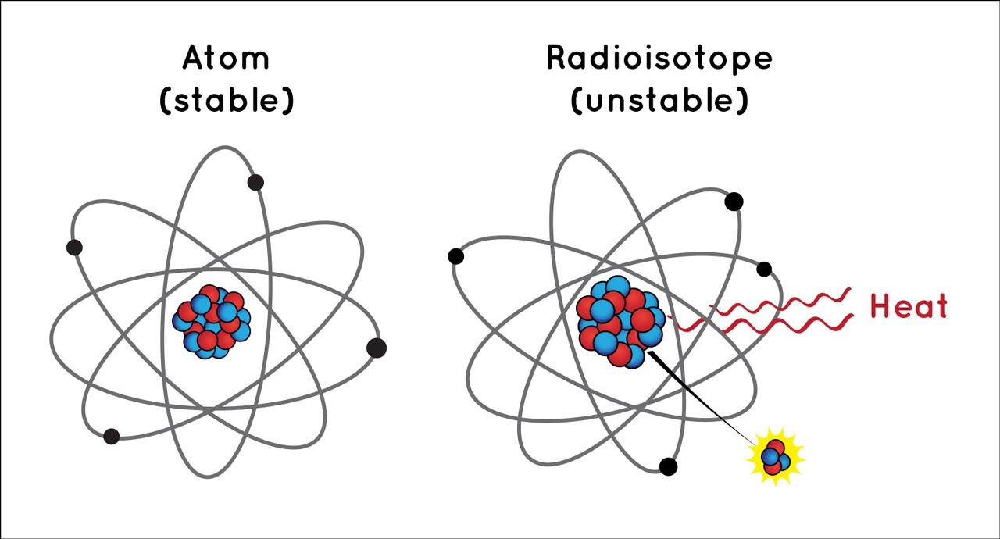 Atom
(stable)
Radioisotope
(unstable)
Heat